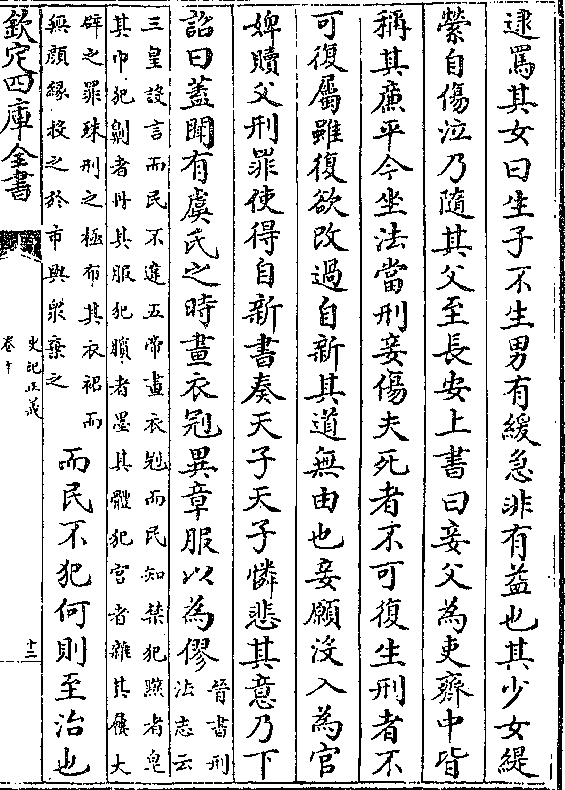 逮罵其女曰生子不生男有緩急非有益也其少女緹
縈自傷泣乃隨其父至長安上書曰妾父為吏齊中皆
稱其廉平今坐法當刑妾傷夫死者不可復生刑者不
可復屬雖復欲改過自新其道無由也妾願沒入為官
婢贖父刑罪使得自新書奏天子天子憐悲其意乃下
詔曰蓋聞有虞氏之時畫衣冠異章服以為僇
晉書刑
法志云
三皇設言而民不違五帝畫衣冠而民知禁犯黥者皂
其巾犯劓者丹其服犯臏者墨其體犯宮者雜其屨大
辟之罪殊刑之極布其衣裾而
無領緣投之於市與眾棄之
而民不犯何則至治也
欽定四庫全書
史記正義
卷十
十三